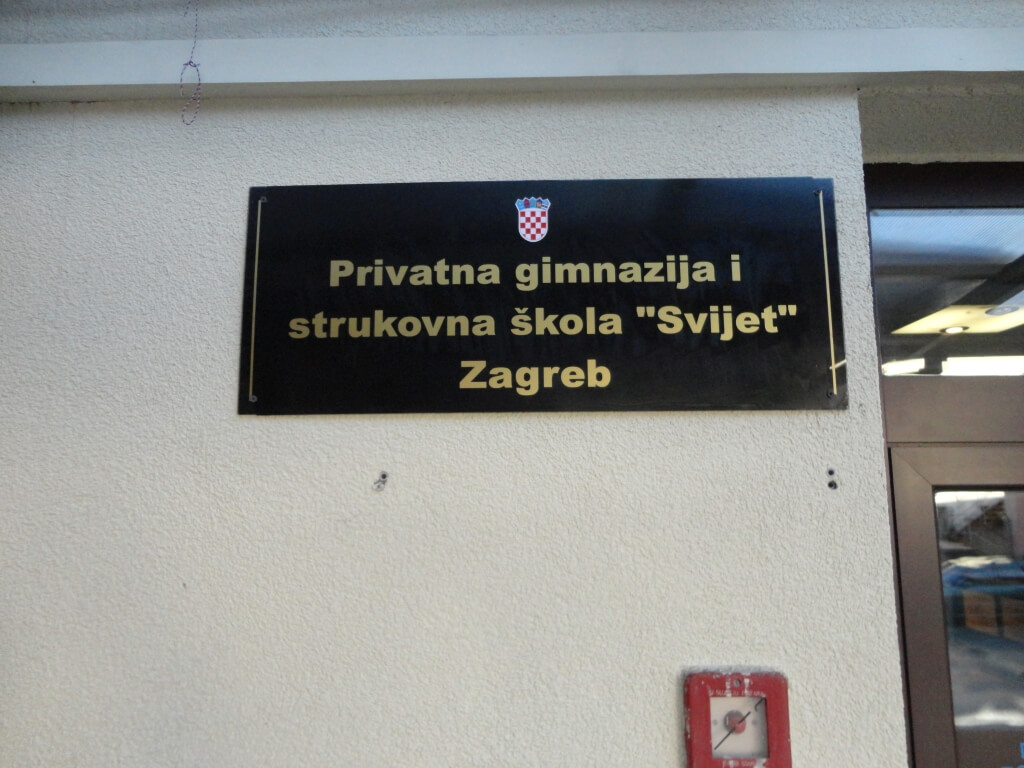 Privatna gimnazija i
strukovna škola "Svijet"
Zagreb